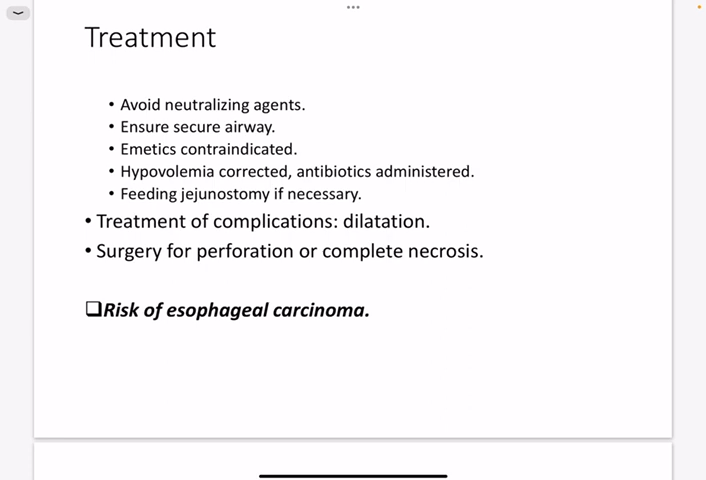 Treatment
• Avoid neutralizing agents.
• Ensure secure airway.
• Emetics contraindicated.
• Hypovolemia corrected, antibiotics administered.
• Feeding jejunostomy if necessary.
• Treatment of complications: dilatation.
• Surgery for perforation or complete necrosis.
❑Risk of esophageal carcinoma.